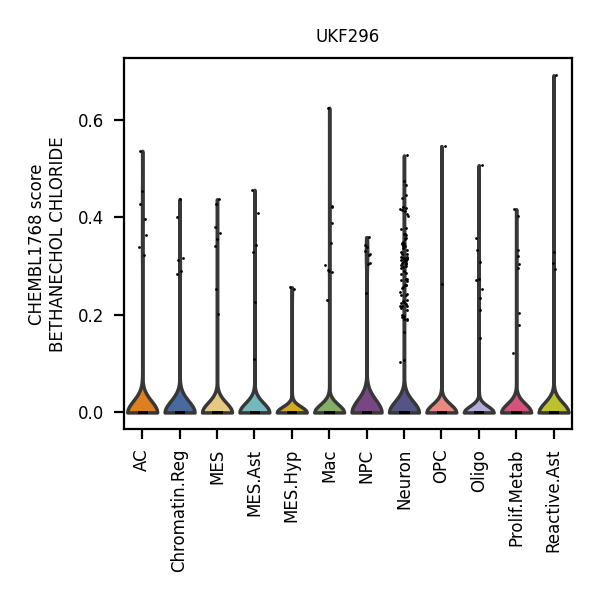 UKF296
CHEMBL1768 score
BETHANECHOL CHLORIDE
0.6
0.4
0.2
0.0
AC
Chromatin.Reg
MES
MES.Ast
MES.Hyp
Mac
NPC
Neuron
OPC
Oligo
Prolif.Metab
Reactive.Ast